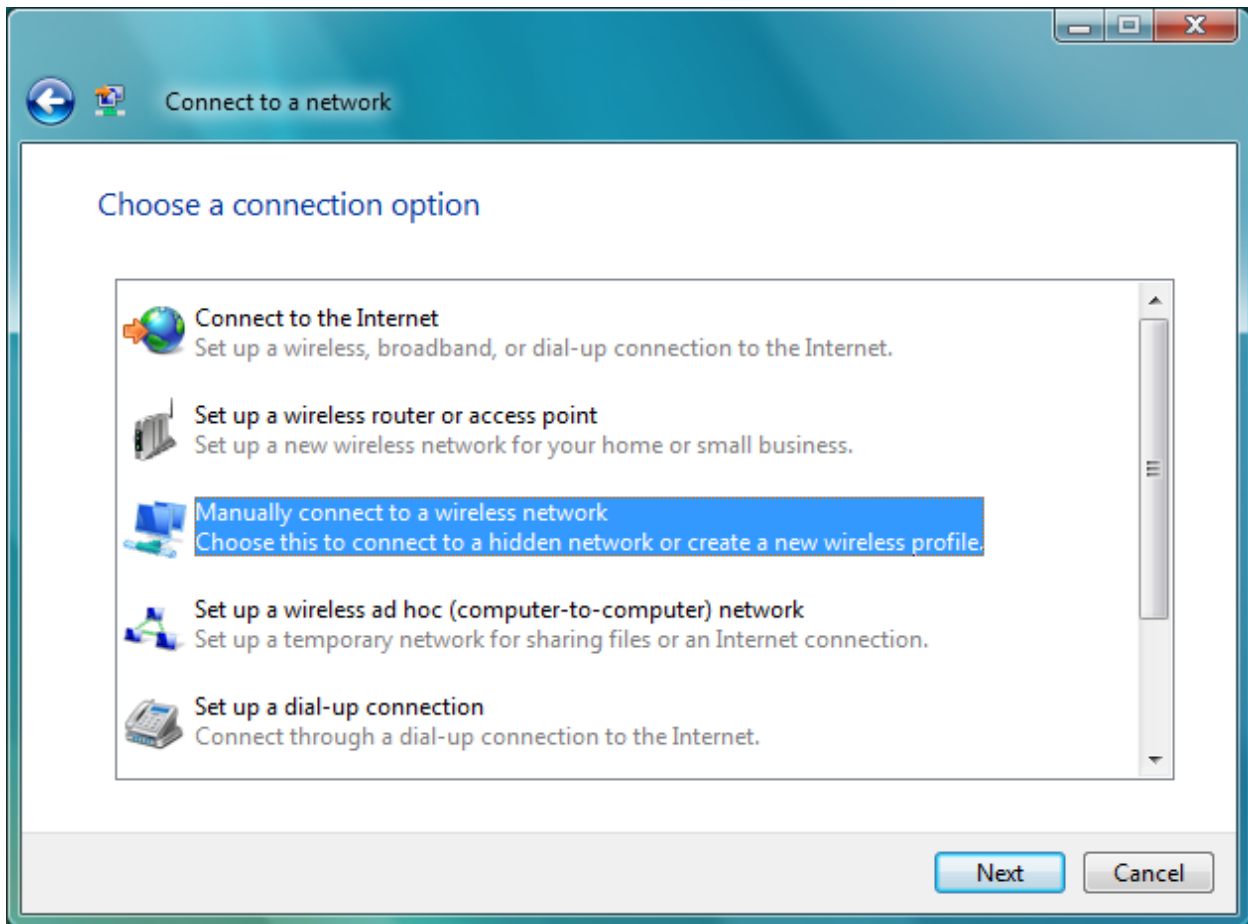 Connect to a network
Choose a connection option
Connect to the Internet
Set up a wireless, broadband, or dial-up connection to the Internet.
Set up a wireless router or access point
Set up a new wireless network for your home or small business.
Manually connect to a wireless network
Choose this to connect to a hidden network or create a new wireless profile.
Set up a wireless ad hoc (computer-to-computer) network
Set up a temporary network for sharing files or an Internet connection.
Set up a dial-up connection
Connect through a dial-up connection to the Internet.
Next Cancel